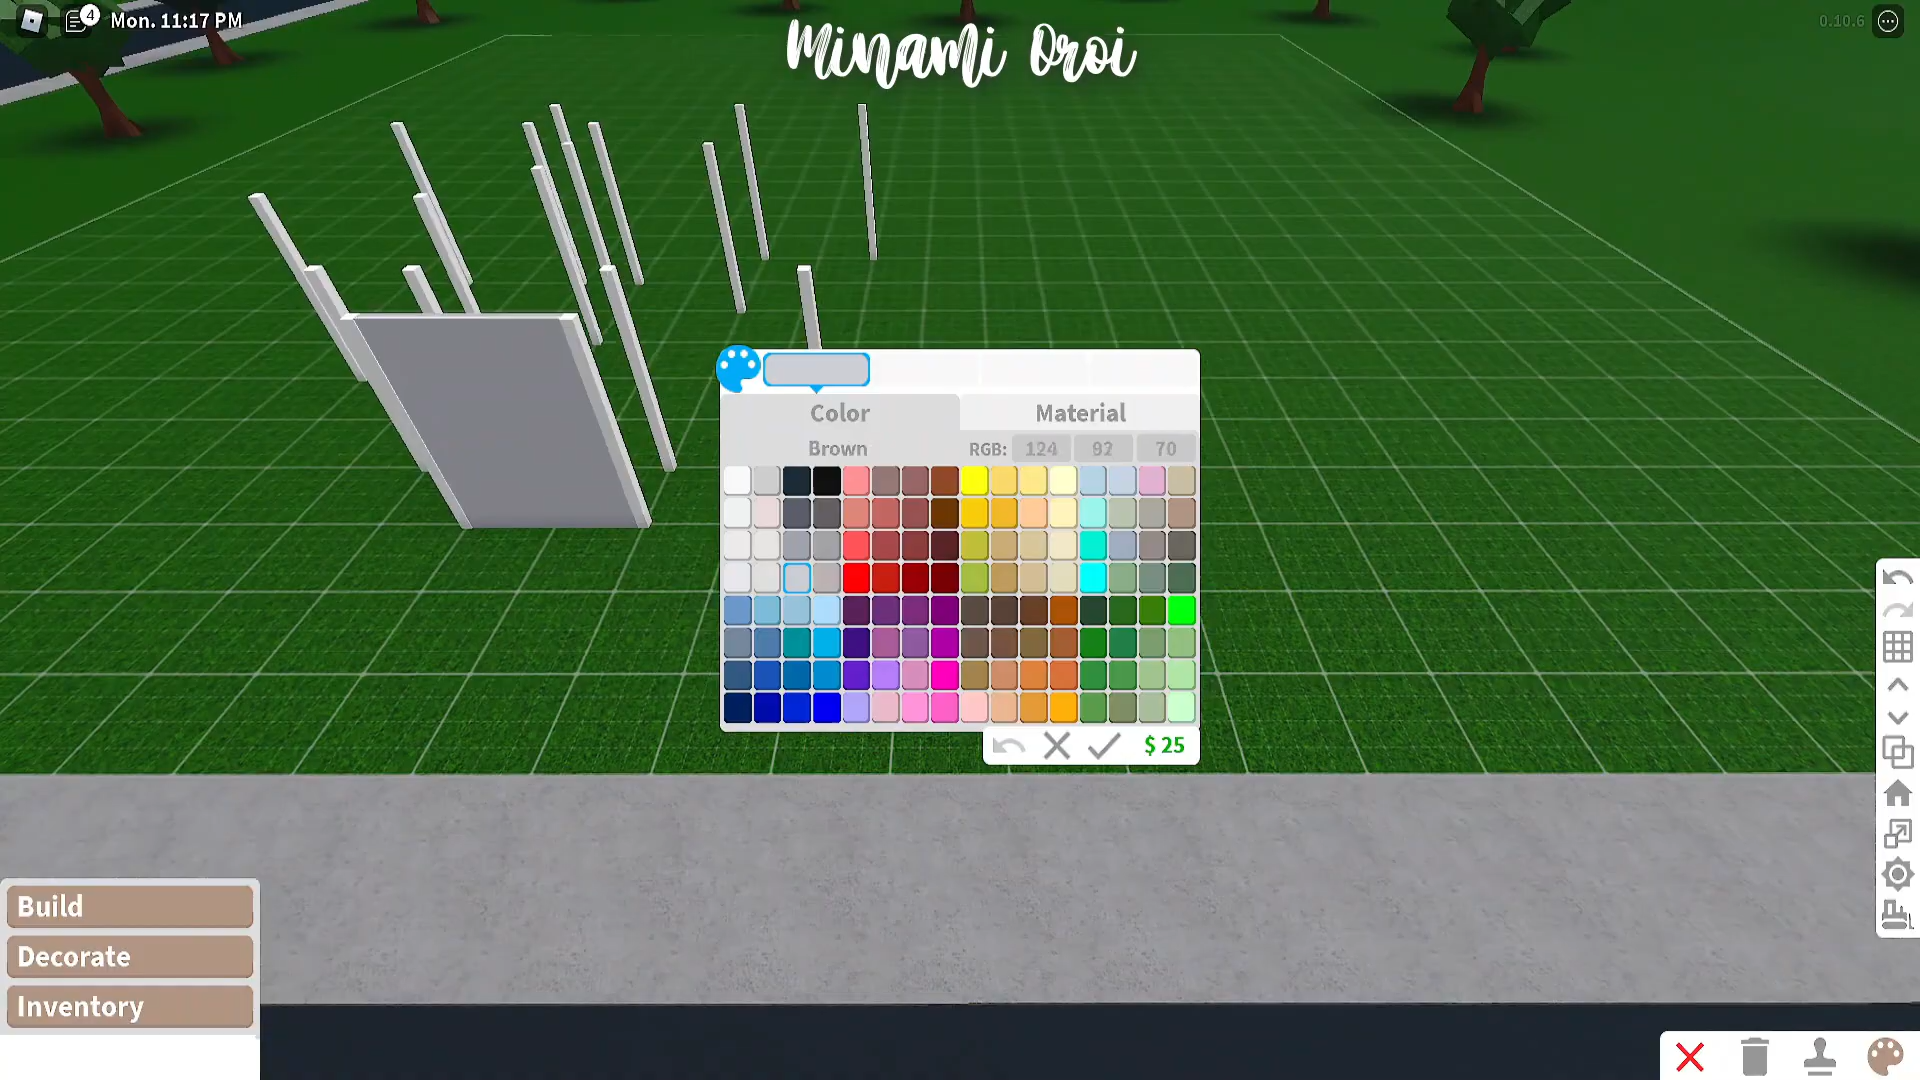 4
Mon. 11:17 PM
Minami Oroi
0.10.6
Color
Material
Brown
RGB: 124 92 70
$ 25
Build
Decorate
Inventory